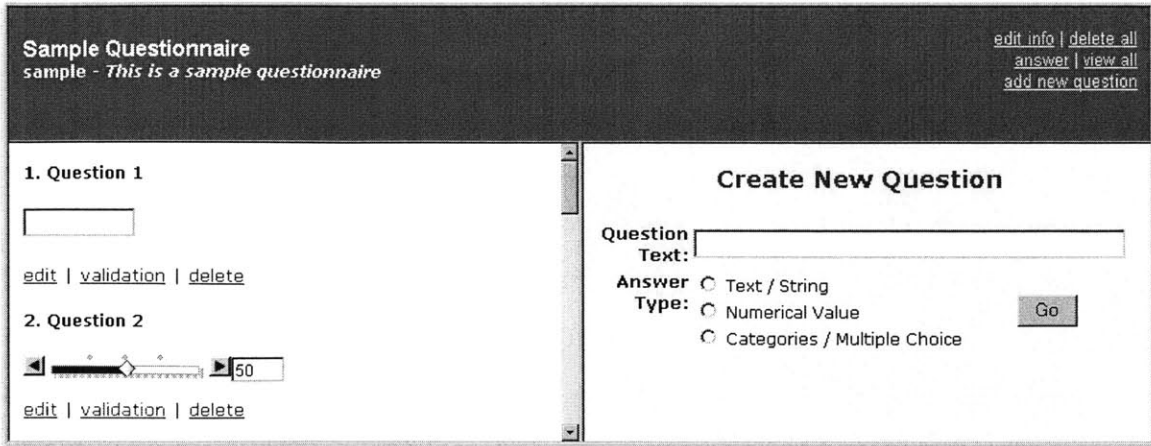 Sample Questionnaire
sample - This is a sample questionnaire
edit info | delete all
answer | view all
add new question
1. Question 1
edit | validation | delete
2. Question 2
50
edit | validation | delete
Create New Question
Question
Text:
Answer
Type:
Text / String
Numerical Value
Categories / Multiple Choice
Go